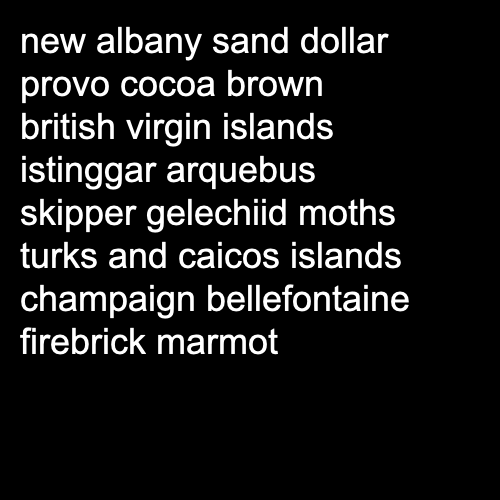 new albany sand dollar
provo cocoa brown
british virgin islands
istinggar arquebus
skipper gelechiid moths
turks and caicos islands
champaign bellefontaine
firebrick marmot